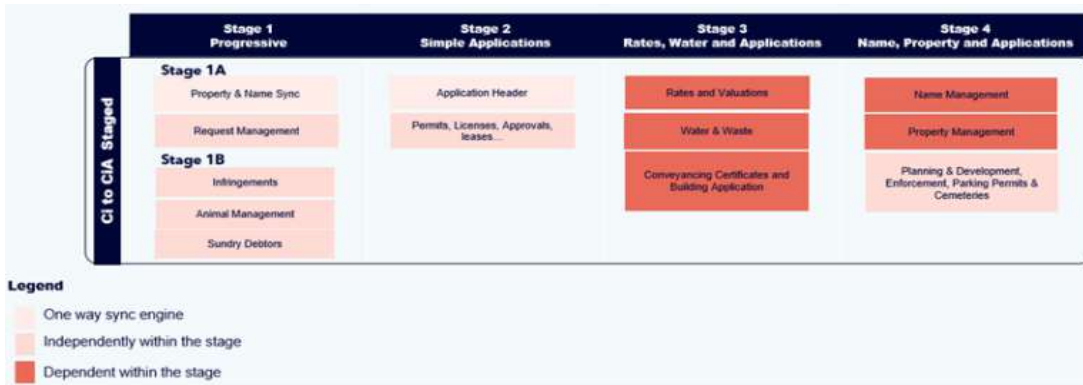 Stage 1
Progressive
Stage 2
Simple Applications
Stage 3
Rates, Water and Applications
Stage 4
Name, Property and Applications
Ci to CiA Staged
Stage 1A
Property & Name Sync
Request Management
Stage 1B
Infringements
Animal Management
Sundry Debtors
Application Header
Permits, Licenses, Approvals,
leases...
Rates and Valuations
Water & Waste
Conveyancing Certificates and
Building Application
Name Management
Property Management
Planning & Development,
Enforcement, Parking Permits &
Cemeteries
Legend
One way sync engine
Independently within the stage
Dependent within the stage